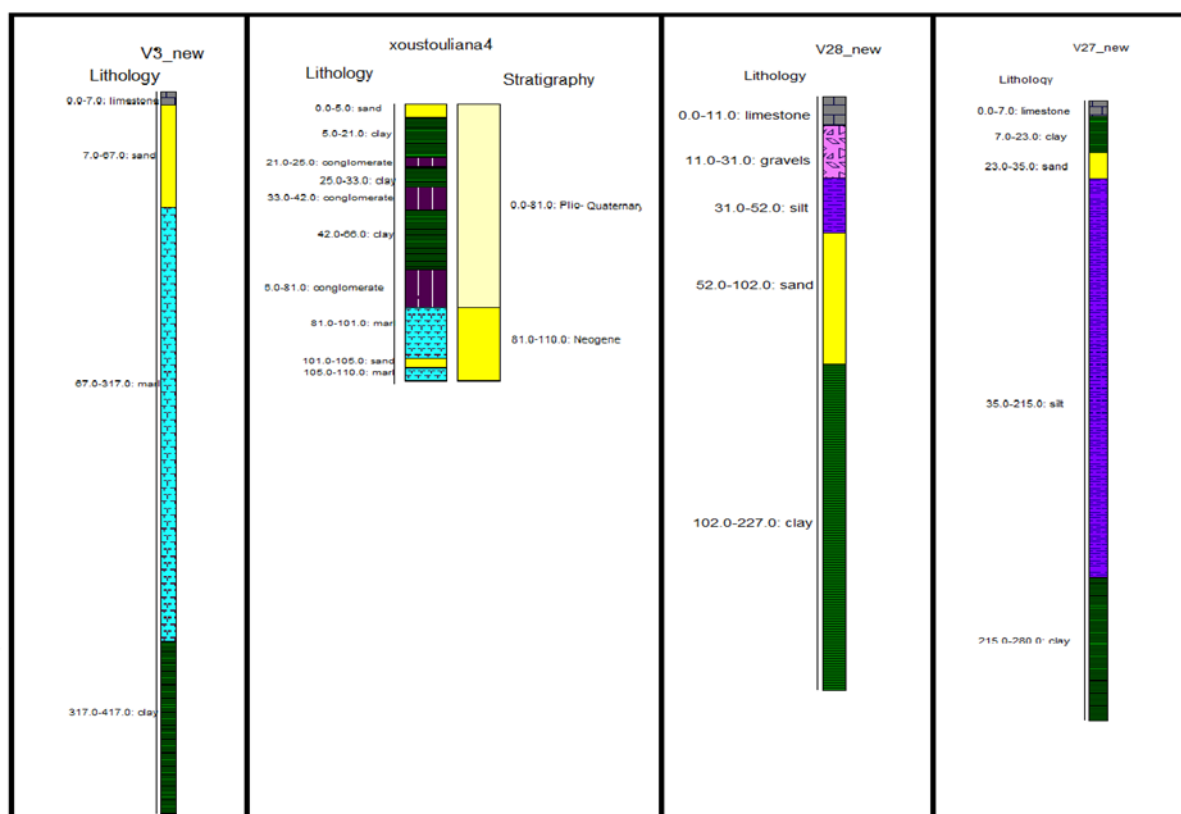 V3_new
Lithology
0.0-7.0: limestone
7.0-67.0: sand
67.0-317.0: marl
317.0-417.0: clay
xoustouliana4
Lithology
Stratigraphy
0.0-5.0: sand
5.0-21.0: clay
21.0-25.0: conglomerate
25.0-33.0: clay
33.0-42.0: conglomerate
42.0-66.0: clay
6.0-81.0: conglomerate
81.0-101.0: marl
101.0-105.0: sand
105.0-110.0: marl
0.0-81.0: Plio- Quaternary
81.0-110.0: Neogene
V28_new
Lithology
0.0-11.0: limestone
11.0-31.0: gravels
31.0-52.0: silt
52.0-102.0: sand
102.0-227.0: clay
V27_new
Lithology
0.0-7.0: limestone
7.0-23.0: clay
23.0-35.0: sand
35.0-215.0: silt
215.0-280.0: clay